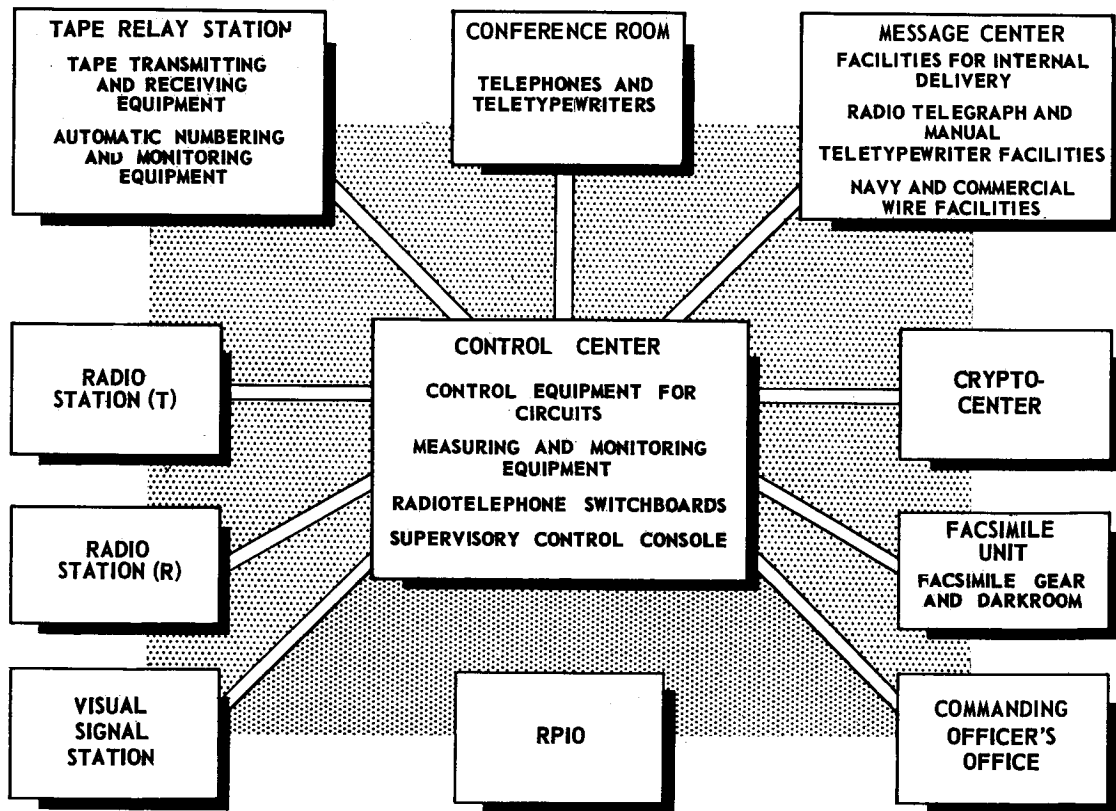 TAPE RELAY STATION
TAPE TRANSMITTING
AND RECEIVING
EQUIPMENT
AUTOMATIC NUMBERING
AND MONITORING
EQUIPMENT
CONFERENCE ROOM
TELEPHONES AND
TELETYPEWRITERS
MESSAGE CENTER
FACILITIES FOR INTERNAL
DELIVERY
RADIO TELEGRAPH AND
MANUAL
TELETYPEWRITER FACILITIES
NAVY AND COMMERCIAL
WIRE FACILITIES
RADIO
STATION (T)
CONTROL CENTER
CONTROL EQUIPMENT FOR
CIRCUITS
MEASURING AND MONITORING
EQUIPMENT
RADIOTELEPHONE SWITCHBOARDS
SUPERVISORY CONTROL CONSOLE
CRYPTO-
CENTER
RADIO
STATION (R)
FACSIMILE
UNIT
FACSIMILE GEAR
AND DARKROOM
VISUAL
SIGNAL
STATION
RPIO
COMMANDING
OFFICER'S
OFFICE